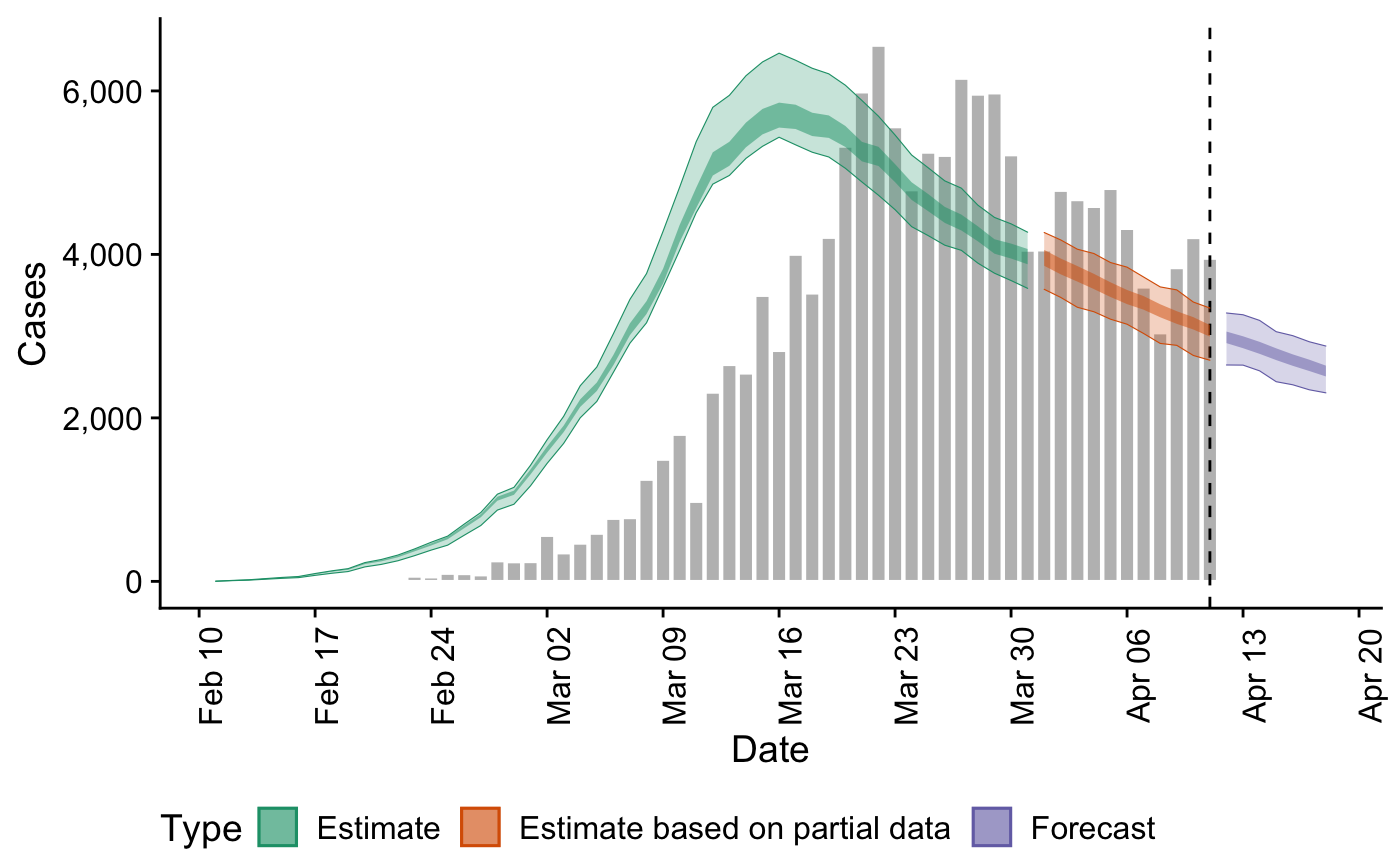 Cases
6,000
4,000
2,000
0
Feb 10
Feb 17
Feb 24
Mar 02
Mar 09
Mar 16
Mar 23
Mar 30
Apr 06
Apr 13
Apr 20
Date
Type Estimate Estimate based on partial data Forecast